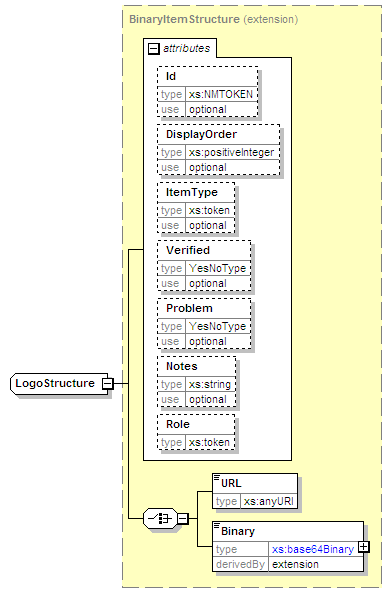 BinaryItemStructure (extension)
attributes
Id
type xs:NMTOKEN
use optional
DisplayOrder
type xs:positiveInteger
use optional
ItemType
type xs:token
use optional
Verified
type YesNoType
use optional
Problem
type YesNoType
use optional
Notes
type xs:string
use optional
Role
type xs:token
LogoStructure
URL
type xs:anyURI
Binary
type xs:base64Binary
derivedBy extension